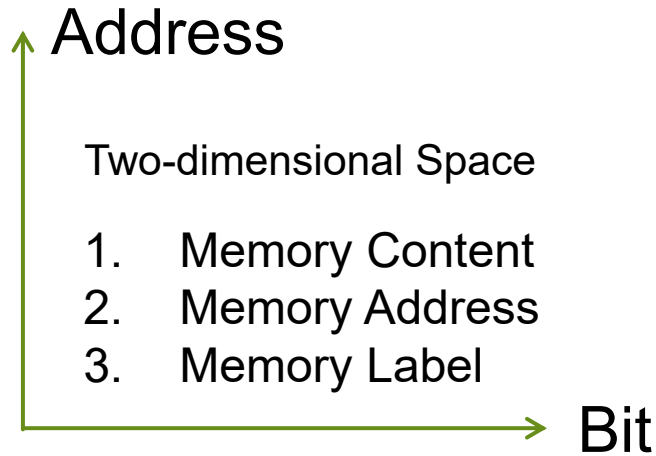 Address
Two-dimensional Space
1. Memory Content
2. Memory Address
3. Memory Label
Bit